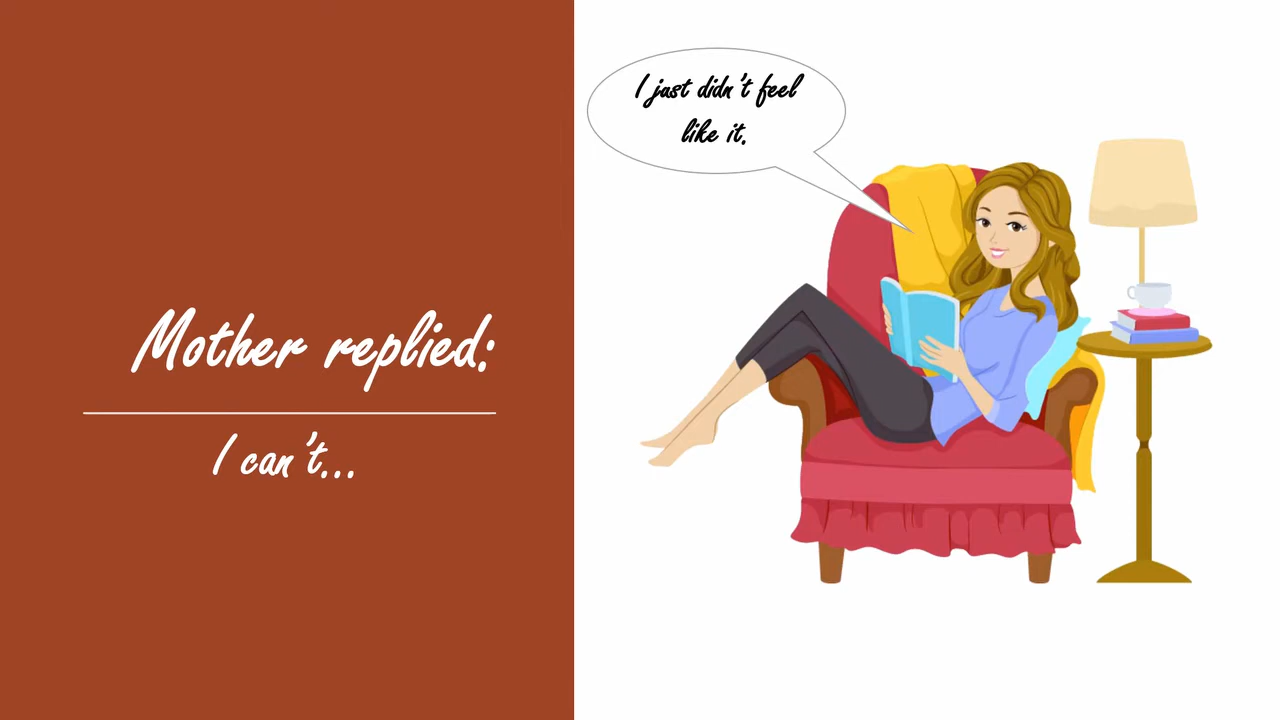 Mother replied:
I can't...
I just didn't feel
like it.